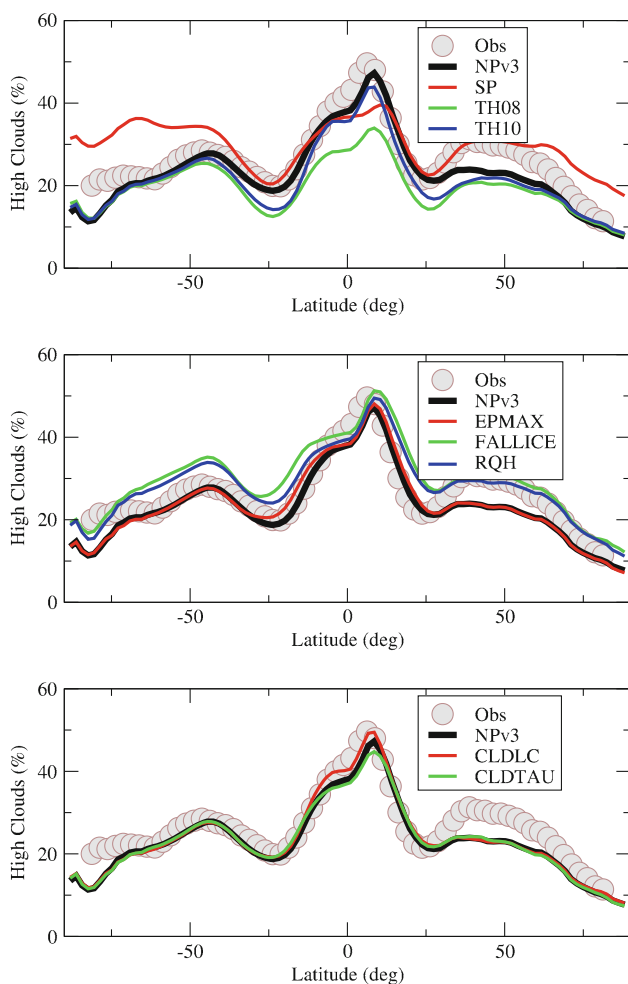 60
40
20
0
High Clouds (%)
-50
0
50
Latitude (deg)
Obs
NPv3
SP
TH08
TH10
60
40
20
0
High Clouds (%)
-50
0
50
Latitude (deg)
Obs
NPv3
EPMAX
FALLICE
RQH
60
40
20
0
High Clouds (%)
-50
0
50
Latitude (deg)
Obs
NPv3
CLDLC
CLDTAU